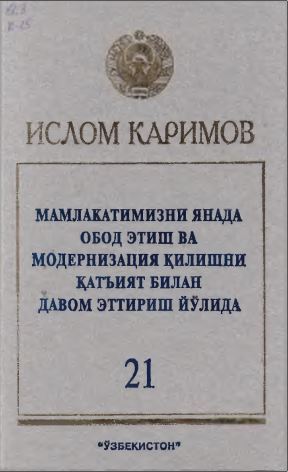 ИСЛОМ КАРИМОВ
МАМЛАКАТИМИЗНИ ЯНАДА
ОБОД ЭТИШ ВА
МОДЕРНИЗАЦИЯ ҚИЛИШНИ
ҚАТЪИЯТ БИЛАН
ДАВОМ ЭТТИРИШ ЙЎЛИДА
21
"ЎЗБЕКИСТОН"